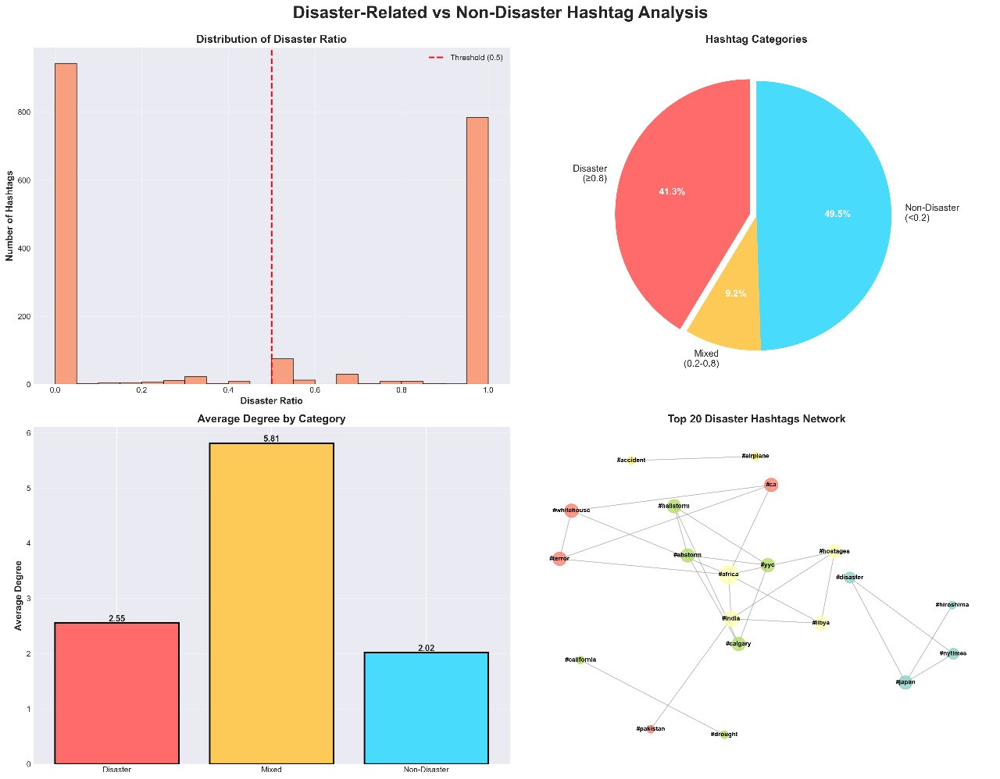 Disaster-Related vs Non-Disaster Hashtag Analysis
Distribution of Disaster Ratio
Threshold (0.5)
Number of Hashtags
800
600
400
200
0
0.0 0.2 0.4 0.6 0.8 1.0
Disaster Ratio
Hashtag Categories
Disaster
(≥0.8)
41.3%
Non-Disaster
(<0.2)
49.5%
9.2%
Mixed
(0.2-0.8)
Average Degree by Category
Average Degree
6
5
4
3
2
1
0
2.55
5.81
2.02
Disaster Mixed Non-Disaster
Top 20 Disaster Hashtags Network
#accident
#airplane
#ca
#whitehouse
#hailstorm
#terror
#abstorm
#yyc
#hostages
#africa
#disaster
#hiroshima
#india
#libya
#calgary
#nytimes
#california
#japan
#pakistan
#drought